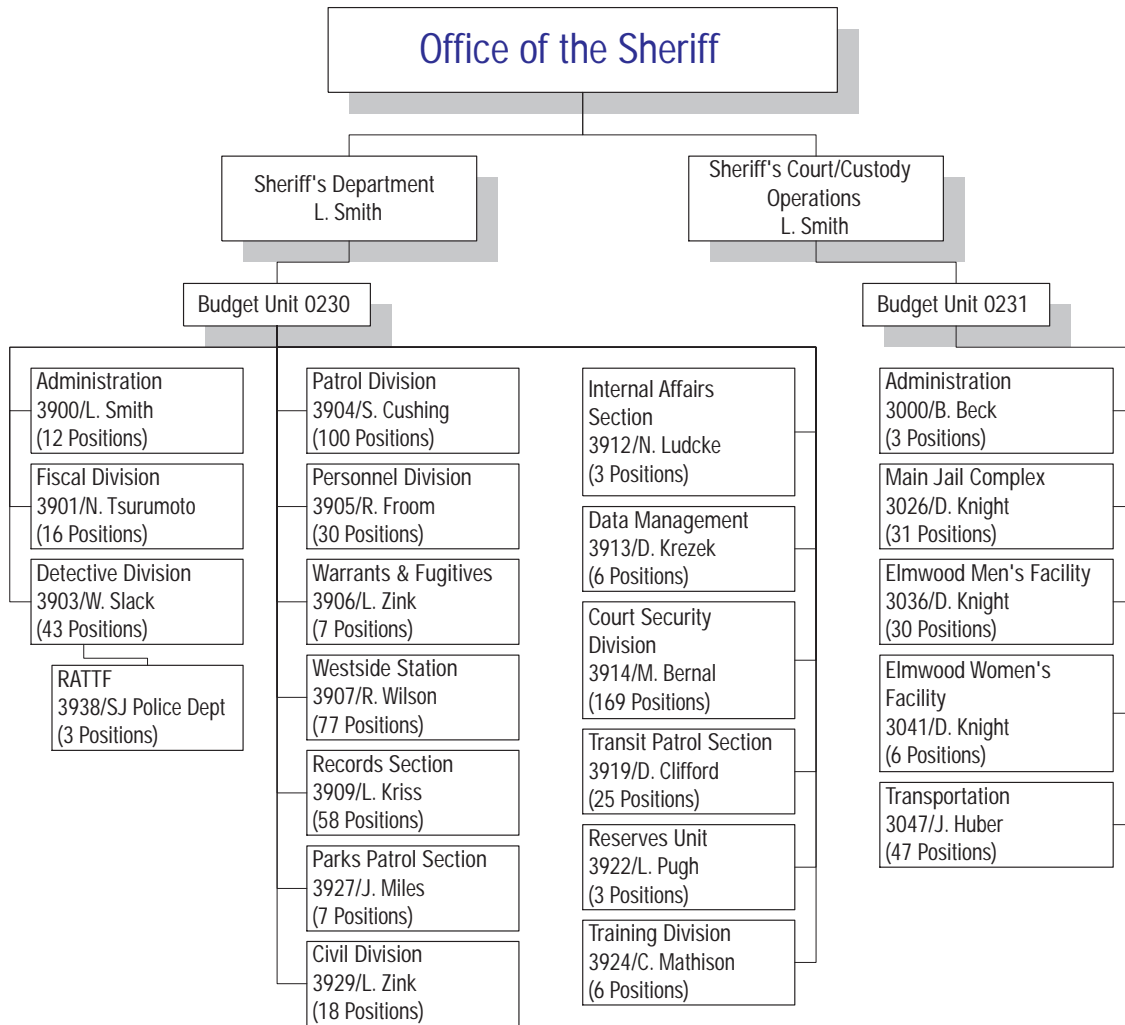 Office of the Sheriff
Sheriff's Department
L. Smith
Sheriff's Court/Custody
Operations
L. Smith
Budget Unit 0230
Budget Unit 0231
Administration
3900/L. Smith
(12 Positions)
Fiscal Division
3901/N. Tsurumoto
(16 Positions)
Detective Division
3903/W. Slack
(43 Positions)
RATTF
3938/SJ Police Dept
(3 Positions)
Patrol Division
3904/S. Cushing
(100 Positions)
Personnel Division
3905/R. Froom
(30 Positions)
Warrants & Fugitives
3906/L. Zink
(7 Positions)
Westside Station
3907/R. Wilson
(77 Positions)
Records Section
3909/L. Kriss
(58 Positions)
Parks Patrol Section
3927/J. Miles
(7 Positions)
Civil Division
3929/L. Zink
(18 Positions)
Internal Affairs
Section
3912/N. Ludcke
(3 Positions)
Data Management
3913/D. Krezek
(6 Positions)
Court Security
Division
3914/M. Bernal
(169 Positions)
Transit Patrol Section
3919/D. Clifford
(25 Positions)
Reserves Unit
3922/L. Pugh
(3 Positions)
Training Division
3924/C. Mathison
(6 Positions)
Administration
3000/B. Beck
(3 Positions)
Main Jail Complex
3026/D. Knight
(31 Positions)
Elmwood Men's Facility
3036/D. Knight
(30 Positions)
Elmwood Women's
Facility
3041/D. Knight
(6 Positions)
Transportation
3047/J. Huber
(47 Positions)